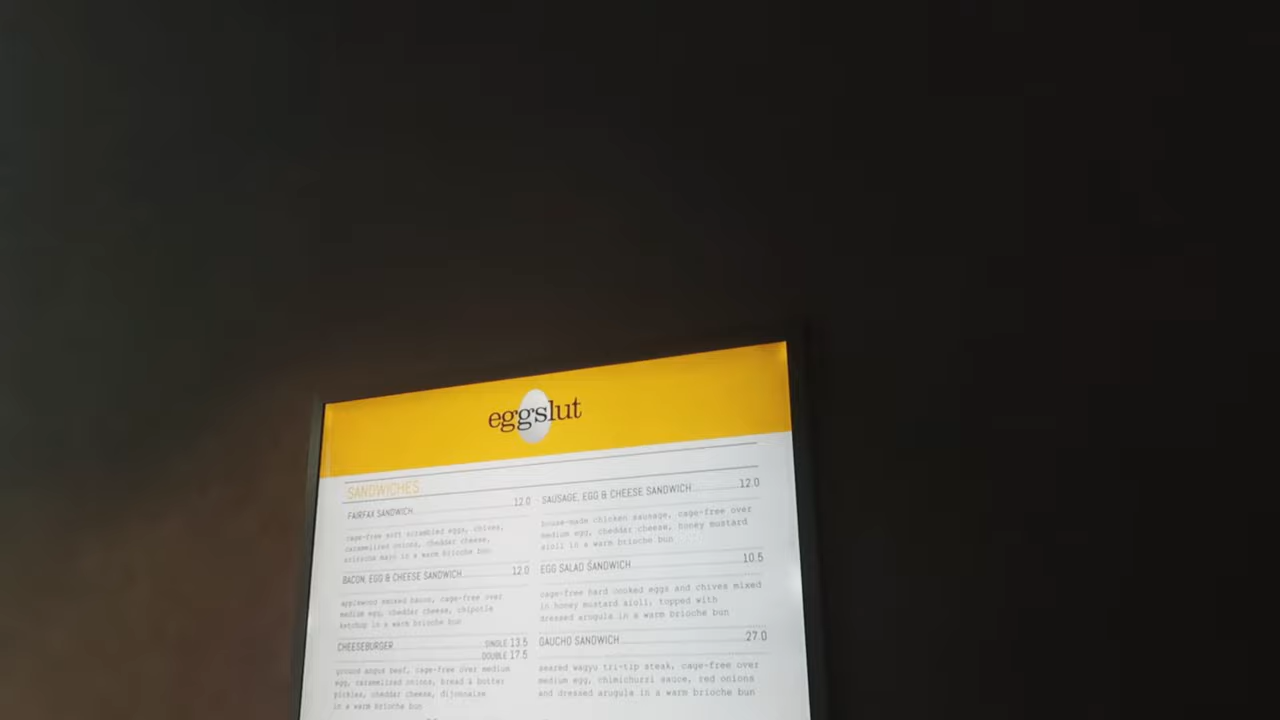 eggslut
SANDWICHES
FAIRFAX SANDWICH 12.0
cage-free soft scrambled eggs, chives,
caramelized onions, cheddar cheese,
sriracha mayo in a warm brioche bun
BACON, EGG & CHEESE SANDWICH 12.0
applewood smoked bacon, cage-free over
medium egg, cheddar cheese, chipotle
ketchup in a warm brioche bun
CHEESEBURGER SINGLE 13.5
DOUBLE 17.5
ground angus beef, cage-free over medium
egg, caramelized onions, bread & butter
pickles, cheddar cheese, dijonnaise
in a warm brioche bun
SAUSAGE, EGG & CHEESE SANDWICH 12.0
house-made chicken sausage, cage-free over
medium egg, cheddar cheese, honey mustard
aioli in a warm brioche bun
EGG SALAD SANDWICH 10.5
cage-free hard cooked eggs and chives mixed
in honey mustard aioli, topped with
dressed arugula in a warm brioche bun
GAUCHO SANDWICH 27.0
seared wagyu tri-tip steak, cage-free over
medium egg, chimichurri sauce, red onions
and dressed arugula in a warm brioche bun